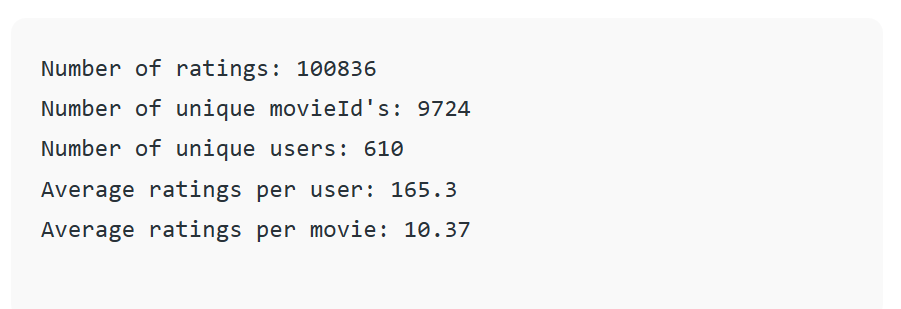 Number of ratings: 100836
Number of unique movieId's: 9724
Number of unique users: 610
Average ratings per user: 165.3
Average ratings per movie: 10.37